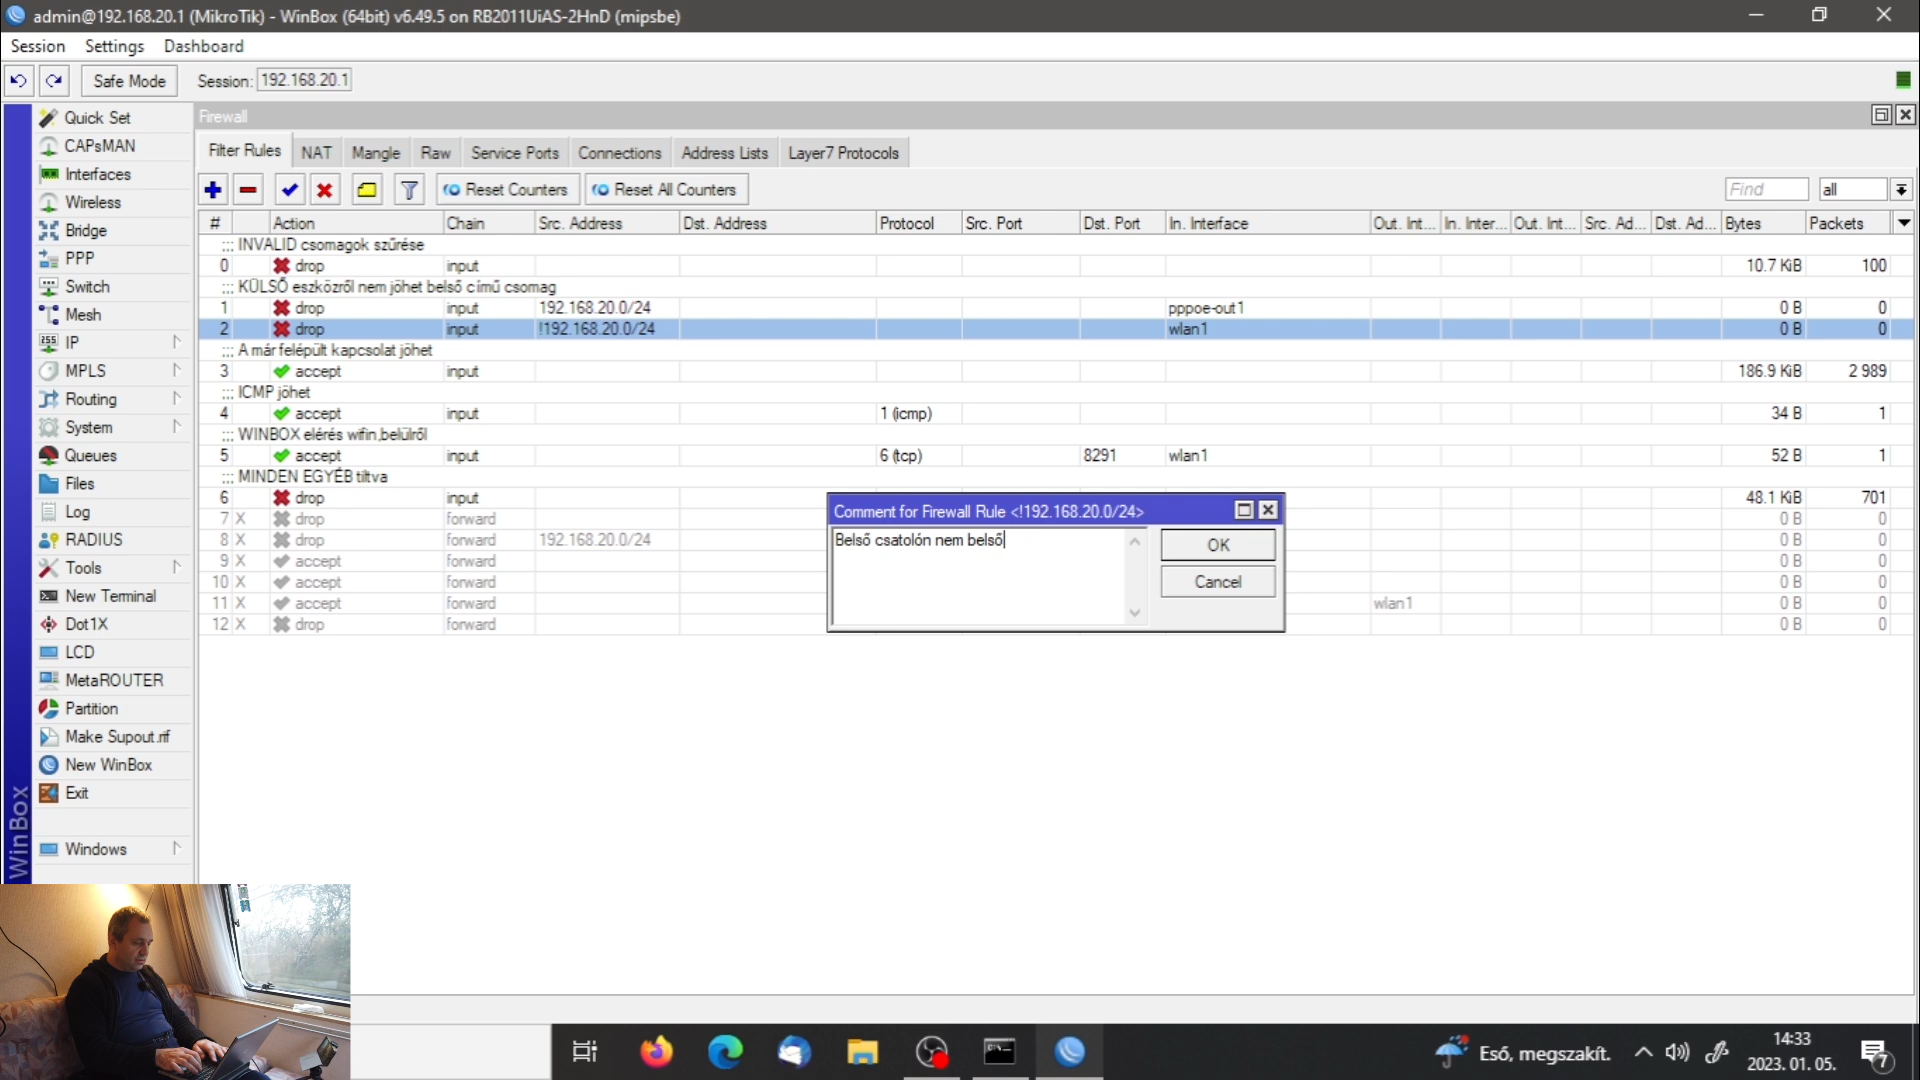 admin@192.168.20.1 (MikroTik) - WinBox (64bit) v6.49.5 on RB2011UiAS-2HnD (mipsbe)
Session Settings Dashboard
Safe Mode Session: 192.168.20.1
Quick Set
CAPsMAN
Interfaces
Wireless
Bridge
PPP
Switch
Mesh
IP
MPLS
Routing
System
Queues
Files
Log
RADIUS
Tools
New Terminal
Dot1X
LCD
MetaROUTER
Partition
Make Supout.rif
New WinBox
Exit
Windows
WinBox
Firewall
Filter Rules NAT Mangle Raw Service Ports Connections Address Lists Layer7 Protocols
Reset Counters Reset All Counters Find all
# Action Chain Src. Address Dst. Address Protocol Src. Port Dst. Port In. Interface Out. Int... In. Inter... Out. Int... Src. Ad... Dst. Ad... Bytes Packets
::: INVALID csomagok szűrése
0 drop input 10.7 KiB 100
::: KÜLSŐ eszközről nem jöhet belső című csomag
1 drop input 192.168.20.0/24 pppoe-out1 0 B 0
2 drop input !192.168.20.0/24 wlan1 0 B 0
::: A már felépült kapcsolat jöhet
3 accept input 186.9 KiB 2 989
::: ICMP jöhet
4 accept input 1 (icmp) 34 B 1
::: WINBOX elérés wifin,belülről
5 accept input 6 (tcp) 8291 wlan1 52 B 1
::: MINDEN EGYÉB tiltva
6 drop input 48.1 KiB 701
7 X drop forward 0 B 0
8 X drop forward 192.168.20.0/24 0 B 0
9 X accept forward 0 B 0
10 X accept forward 0 B 0
11 X accept forward wlan1 0 B 0
12 X drop forward 0 B 0
Comment for Firewall Rule <!192.168.20.0/24>
Belső csatolón nem belső
OK
Cancel
Eső, megszakít.
14:33
2023. 01. 05.
7